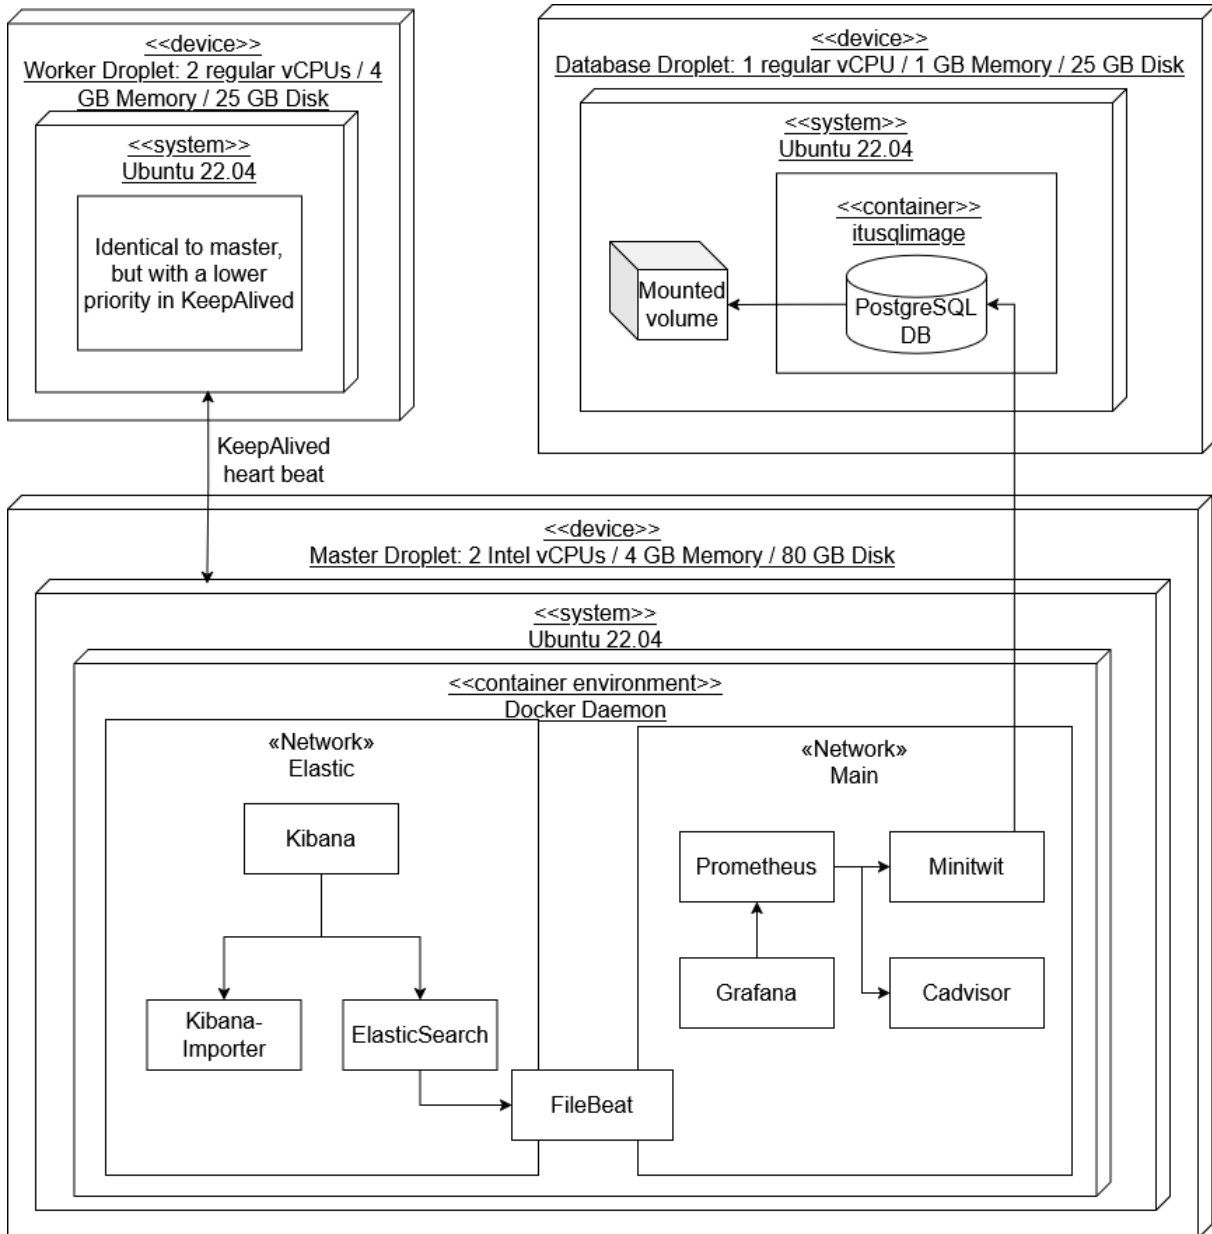 <<device>>
Worker Droplet: 2 regular vCPUs / 4
GB Memory / 25 GB Disk
<<system>>
Ubuntu 22.04
Identical to master,
but with a lower
priority in KeepAlived
<<device>>
Database Droplet: 1 regular vCPU / 1 GB Memory / 25 GB Disk
<<system>>
Ubuntu 22.04
<<container>>
itusqlimage
Mounted
volume
PostgreSQL
DB
KeepAlived
heart beat
<<device>>
Master Droplet: 2 Intel vCPUs / 4 GB Memory / 80 GB Disk
<<system>>
Ubuntu 22.04
<<container environment>>
Docker Daemon
«Network»
Elastic
Kibana
Kibana-
Importer
ElasticSearch
FileBeat
«Network»
Main
Prometheus
Minitwit
Grafana
Cadvisor